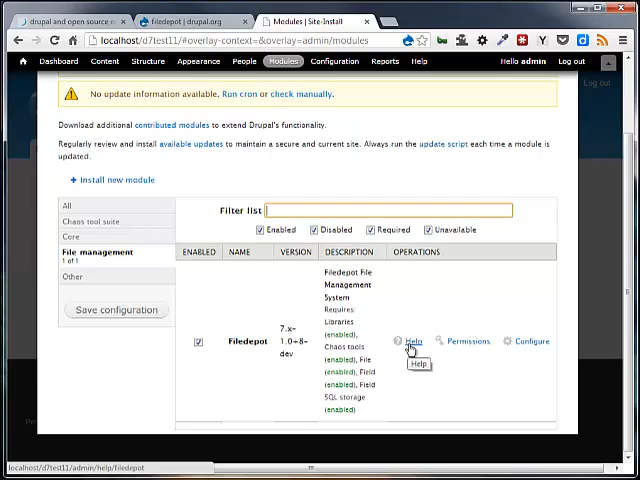 drupal and open source
filedepot | drupal.org
Modules | Site-Install
localhost/d7test11/#overlay-context=&overlay=admin/modules
Dashboard Content Structure Appearance People Modules Configuration Reports Help Hello admin Log out
Log out
No update information available. Run cron or check manually.
Download additional contributed modules to extend Drupal's functionality.
Regularly review and install available updates to maintain a secure and current site. Always run the update script each time a module is
updated.
+ Install new module
All
Chaos tool suite
Core
File management
1 of 1
Other
Save configuration
Filter list
Enabled Disabled Required Unavailable
ENABLED NAME VERSION DESCRIPTION OPERATIONS
Filedepot
7.x-
1.0+8-
dev
Filedepot File
Management
System
Requires:
Libraries
(enabled),
Chaos tools
(enabled), File
(enabled), Field
(enabled), Field
SQL storage
(enabled)
Help Permissions Configure
Help
localhost/d7test11/admin/help/filedepot